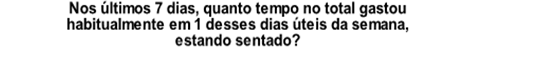 Nos últimos 7 dias, quanto tempo no total gastou
habitualmente em 1 desses dias úteis da semana,
estando sentado?